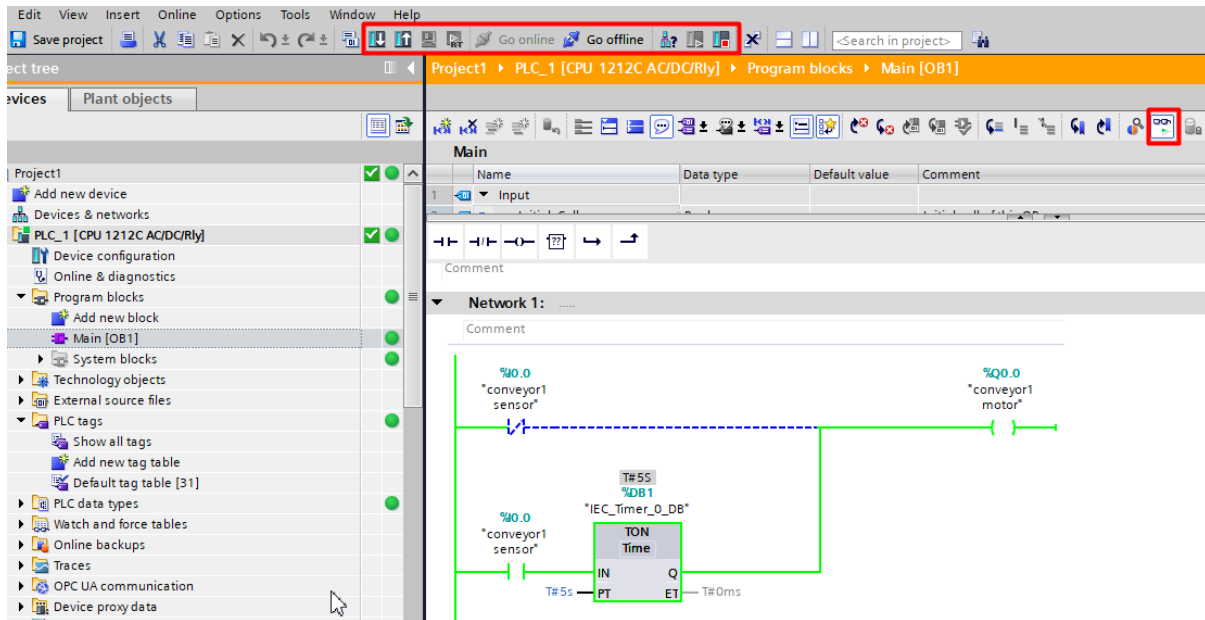 Edit View Insert Online Options Tools Window Help
Save project Go online Go offline <Search in project>
ect tree
Project1 PLC_1 [CPU 1212C AC/DC/Rly] Program blocks Main [OB1]
evices Plant objects
Main
Name Data type Default value Comment
1 Input
Project1
Add new device
Devices & networks
PLC_1 [CPU 1212C AC/DC/Rly]
Device configuration
Online & diagnostics
Program blocks
Add new block
Main [OB1]
System blocks
Technology objects
External source files
PLC tags
Show all tags
Add new tag table
Default tag table [31]
PLC data types
Watch and force tables
Online backups
Traces
OPC UA communication
Device proxy data
??
Comment
Network 1: .....
Comment
%I0.0
"conveyor1
sensor"
%Q0.0
"conveyor1
motor"
T#5S
%DB1
"IEC_Timer_0_DB"
%I0.0
"conveyor1
sensor"
TON
Time
IN Q
T#5s PT ET T#0ms